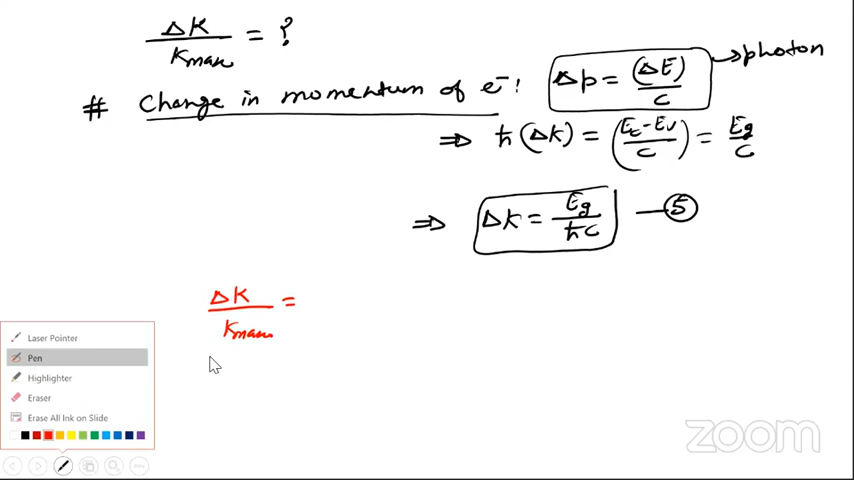 ΔK / Kmax = ?
# Change in momentum of e⁻: Δp = (ΔE)/c → photon
⇒ ħ(ΔK) = (Ec - Ev / c) = Eg / c
⇒ ΔK = Eg / ħc — ⑤
ΔK / Kmax =
Laser Pointer
Pen
Highlighter
Eraser
Erase All Ink on Slide
zoom